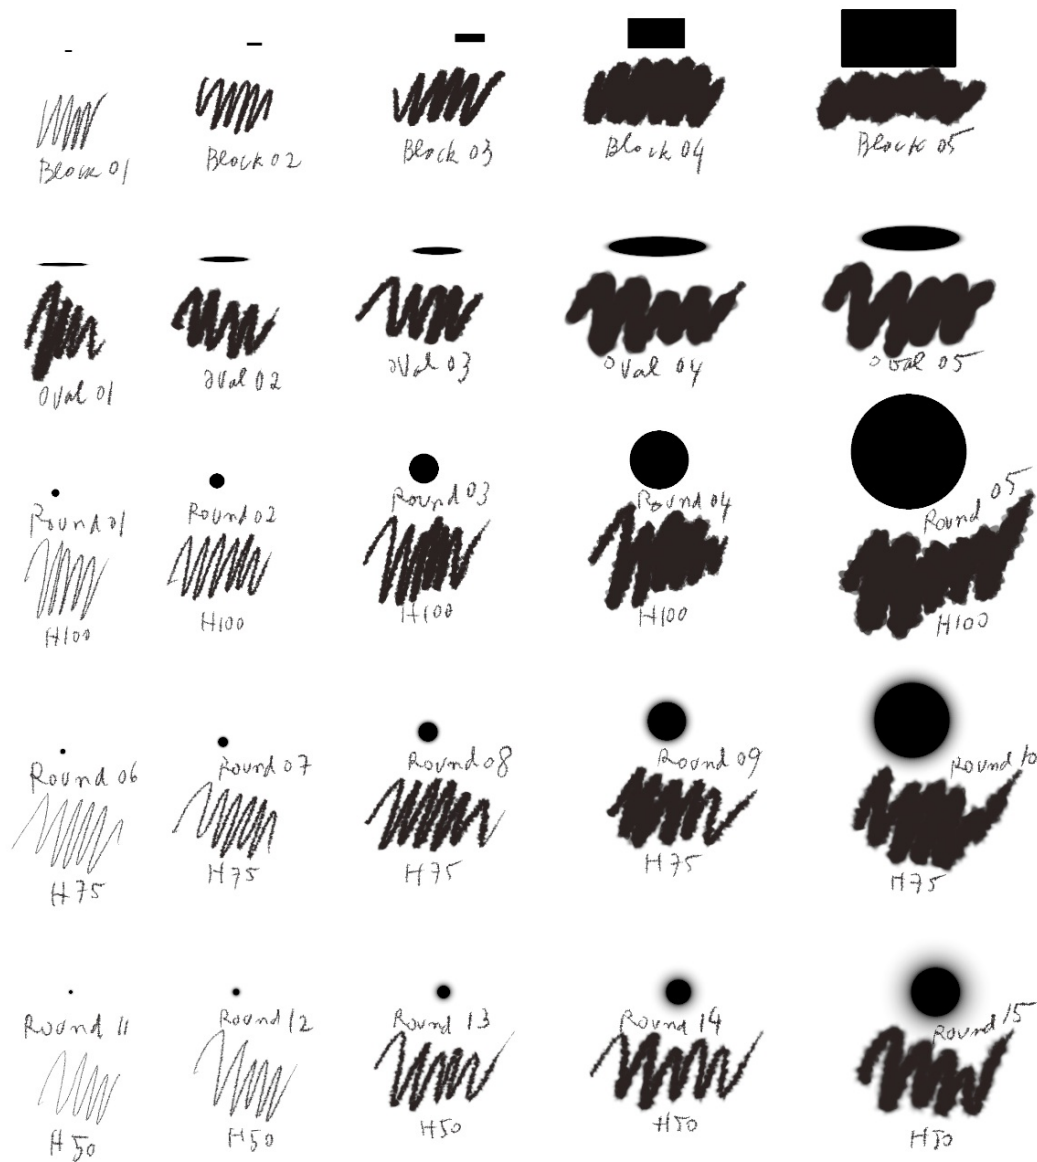 Block 01
Block 02
Block 03
Block 04
Block 05
Oval 01
Oval 02
Oval 03
Oval 04
Oval 05
Round 01
Round 02
Round 03
Round 04
Round 05
H100
H100
H100
H100
H100
Round 06
Round 07
Round 08
Round 09
Round 10
H75
H75
H75
H75
H75
Round 11
Round 12
Round 13
Round 14
Round 15
H50
H50
H50
H50
H50